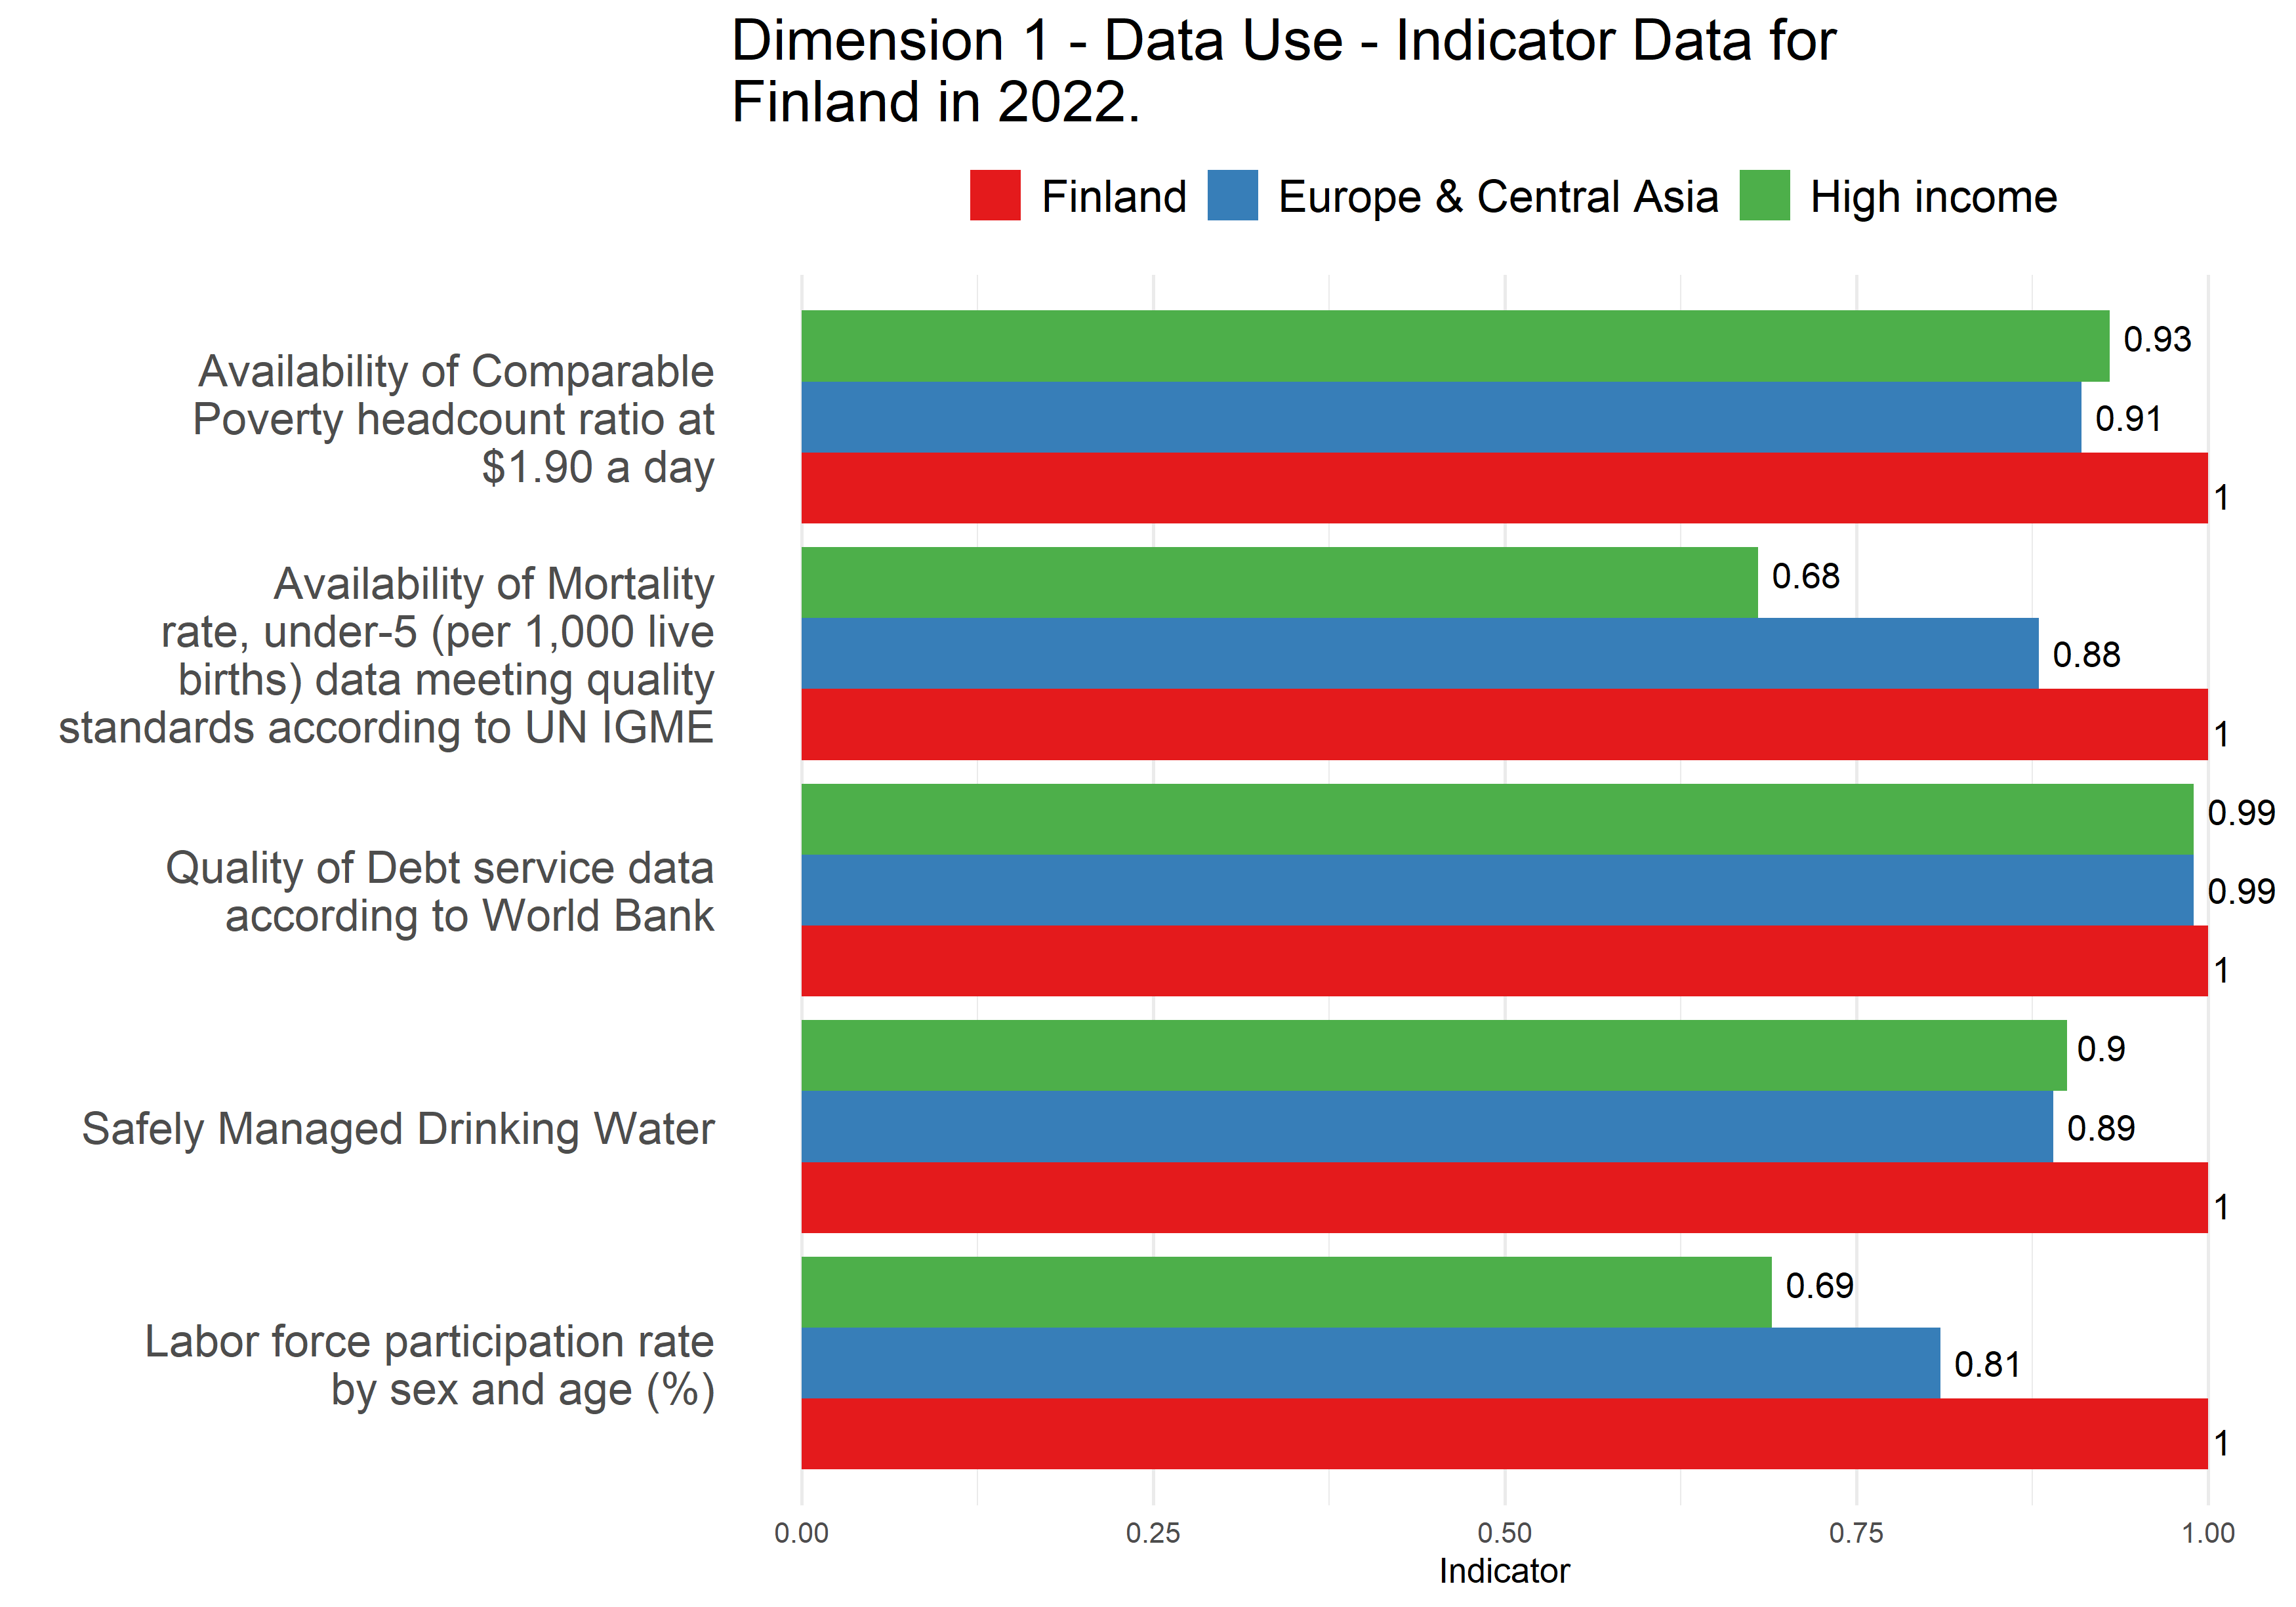 Dimension 1 - Data Use - Indicator Data for
Finland in 2022.
Finland
Europe & Central Asia
High income
Availability of Comparable
Poverty headcount ratio at
$1.90 a day
0.93
0.91
1
Availability of Mortality
rate, under-5 (per 1,000 live
births) data meeting quality
standards according to UN IGME
0.68
0.88
1
Quality of Debt service data
according to World Bank
0.99
0.99
1
Safely Managed Drinking Water
0.9
0.89
1
Labor force participation rate
by sex and age (%)
0.69
0.81
1
0.00
0.25
0.50
0.75
1.00
Indicator